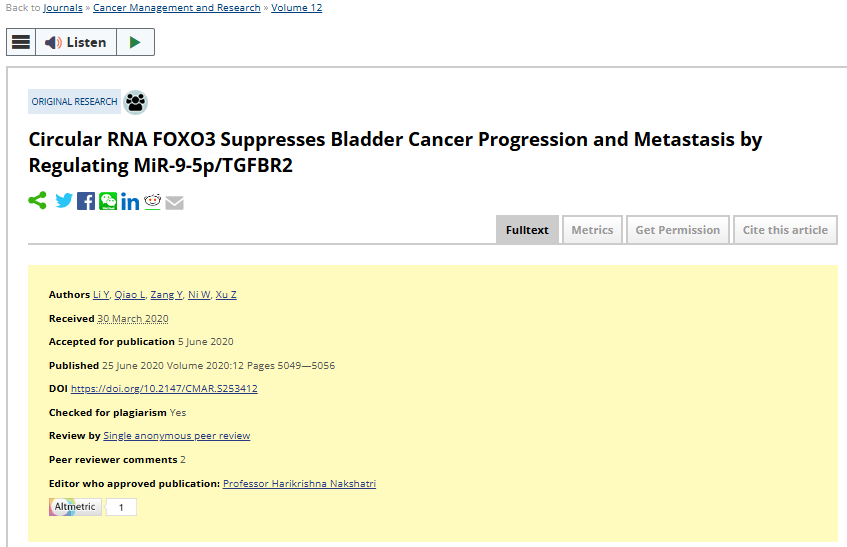 Back to Journals » Cancer Management and Research » Volume 12
Listen
ORIGINAL RESEARCH
Circular RNA FOXO3 Suppresses Bladder Cancer Progression and Metastasis by
Regulating MiR-9-5p/TGFBR2
Fulltext Metrics Get Permission Cite this article
Authors Li Y, Qiao L, Zang Y, Ni W, Xu Z
Received 30 March 2020
Accepted for publication 5 June 2020
Published 25 June 2020 Volume 2020:12 Pages 5049—5056
DOI https://doi.org/10.2147/CMAR.S253412
Checked for plagiarism Yes
Review by Single anonymous peer review
Peer reviewer comments 2
Editor who approved publication: Professor Harikrishna Nakshatri
Altmetric 1